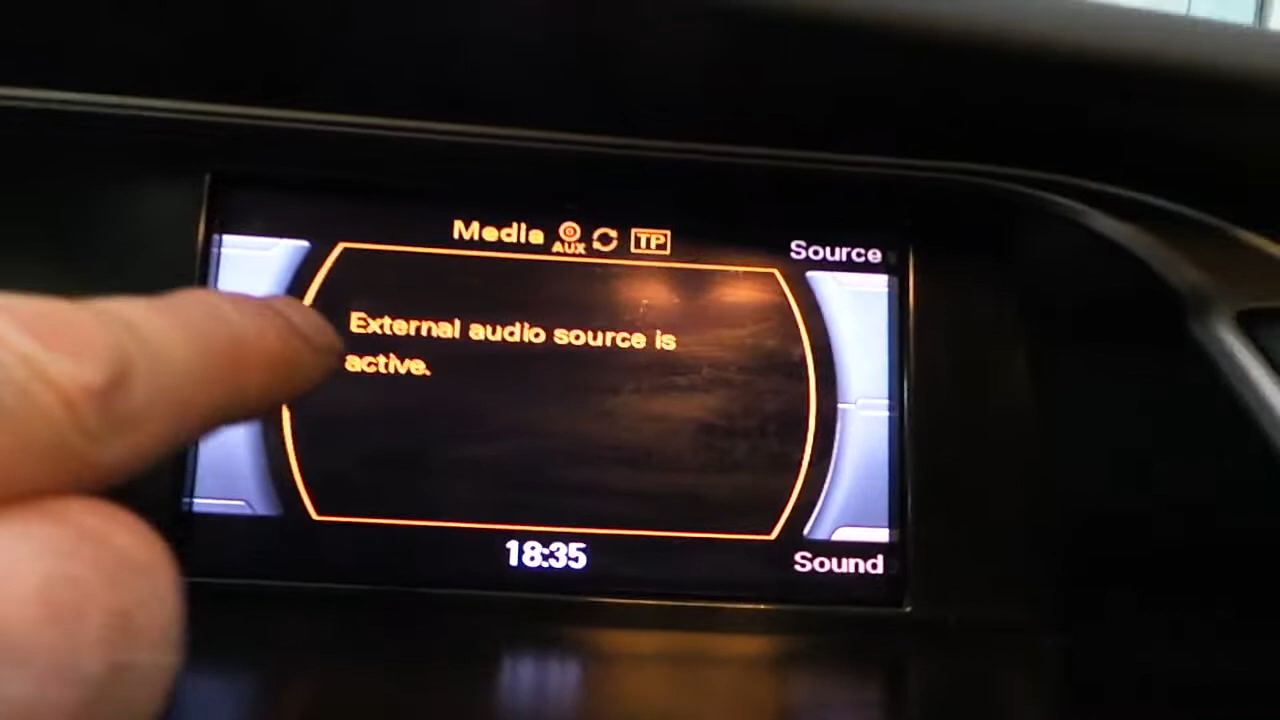 Media AUX TP
Source
External audio source is
active.
18:35
Sound